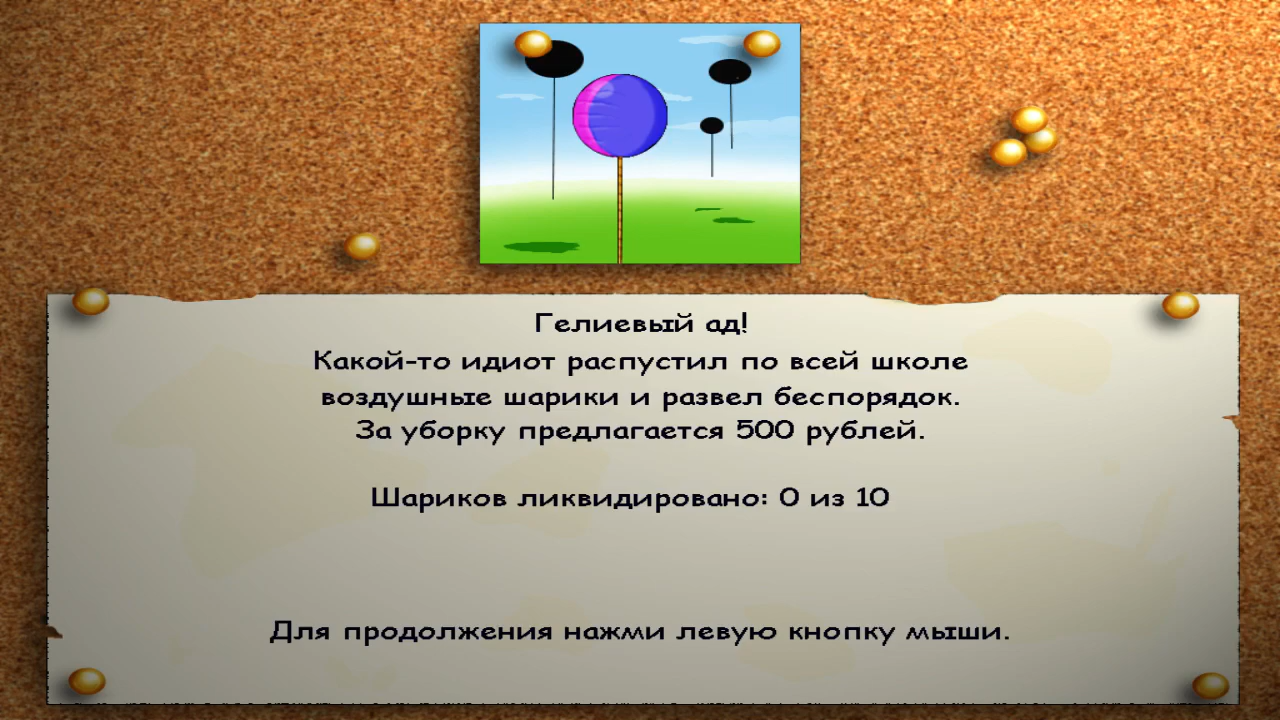 Гелиевый ад!
Какой-то идиот распустил по всей школе
воздушные шарики и развел беспорядок.
За уборку предлагается 500 рублей.
Шариков ликвидировано: 0 из 10
Для продолжения нажми левую кнопку мыши.